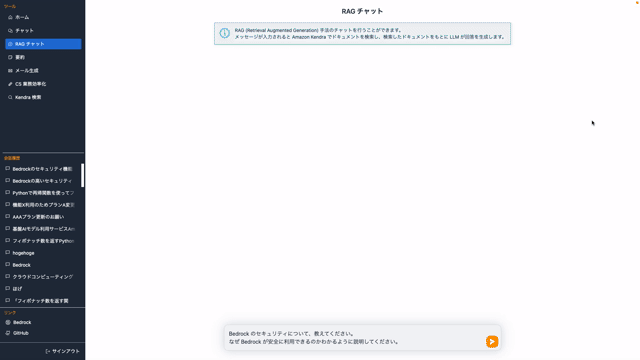 ツール
ホーム
チャット
RAG チャット
要約
メール生成
CS 業務効率化
Kendra 検索
会話履歴
Bedrockのセキュリティ機能
Bedrockの高いセキュリティ
Pythonで再帰関数を使ってフ
機能X利用のためプランA変更
AAAプラン更新のお願い
基盤AIモデル利用サービスAm
フィボナッチ数を返すPython
hogehoge
Bedrock
クラウドコンピューティング
ほげ
「フィボナッチ数を返す関
リンク
Bedrock
GitHub
サインアウト
RAG チャット
RAG (Retrieval Augmented Generation) 手法のチャットを行うことができます。
メッセージが入力されると Amazon Kendra でドキュメントを検索し、検索したドキュメントをもとに LLM が回答を生成します。
Bedrock のセキュリティについて、教えてください。
なぜ Bedrock が安全に利用できるのかわかるように説明してください。